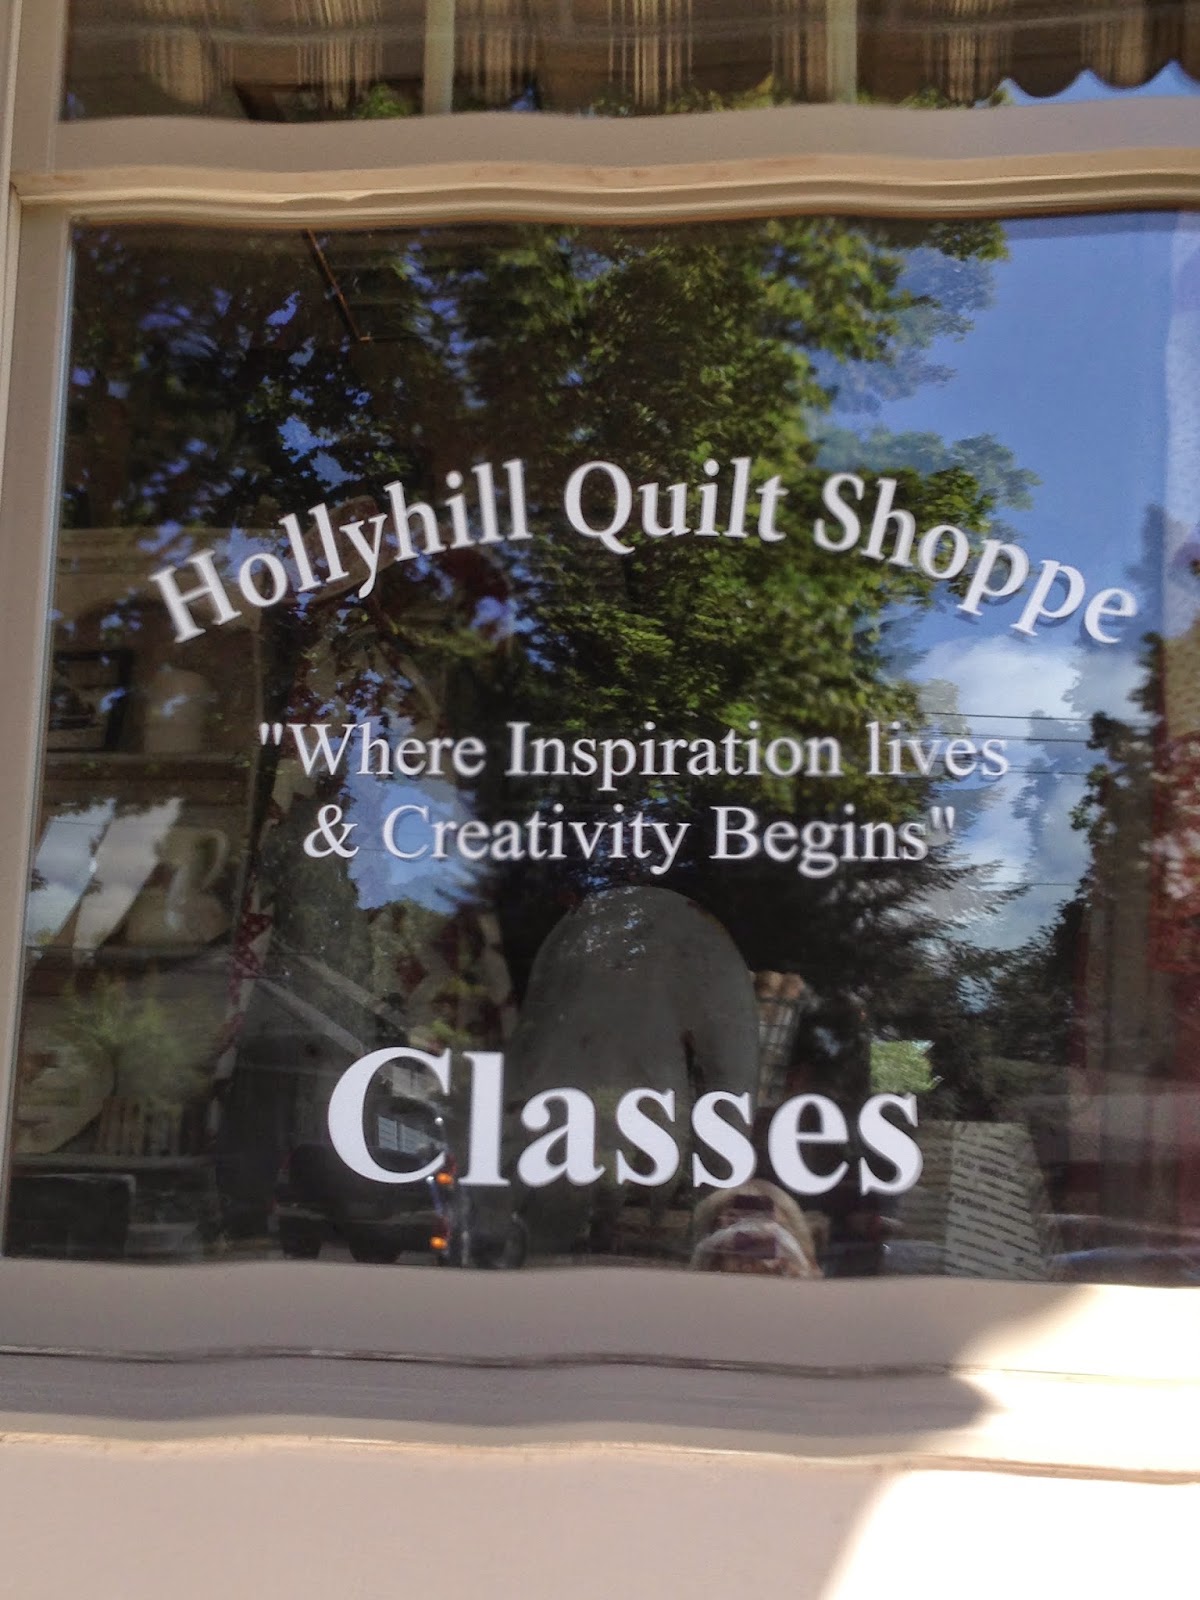 Hollyhill Quilt Shoppe
"Where Inspiration lives
& Creativity Begins"
Classes